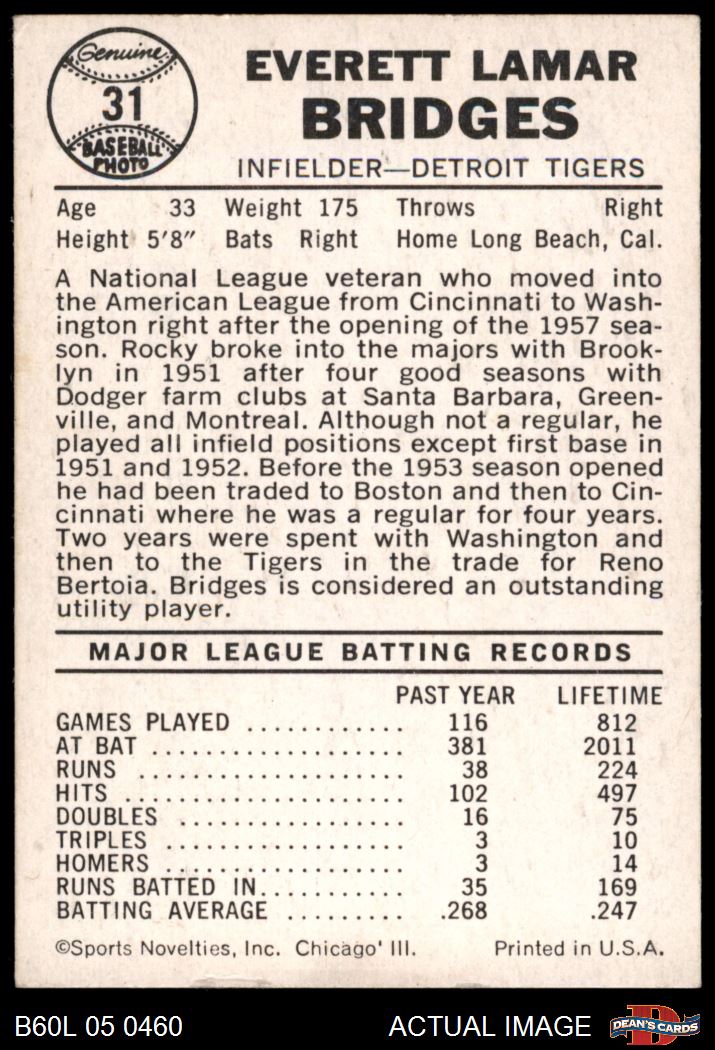 Genuine
31
BASEBALL
PHOTO
EVERETT LAMAR
BRIDGES
INFIELDER—DETROIT TIGERS
Age 33 Weight 175 Throws Right
Height 5'8" Bats Right Home Long Beach, Cal.
A National League veteran who moved into
the American League from Cincinnati to Wash-
ington right after the opening of the 1957 sea-
son. Rocky broke into the majors with Brook-
lyn in 1951 after four good seasons with
Dodger farm clubs at Santa Barbara, Green-
ville, and Montreal. Although not a regular, he
played all infield positions except first base in
1951 and 1952. Before the 1953 season opened
he had been traded to Boston and then to Cin-
cinnati where he was a regular for four years.
Two years were spent with Washington and
then to the Tigers in the trade for Reno
Bertoia. Bridges is considered an outstanding
utility player.
MAJOR LEAGUE BATTING RECORDS
PAST YEAR LIFETIME
GAMES PLAYED ............ 116 812
AT BAT .................... 381 2011
RUNS ..................... 38 224
HITS ...................... 102 497
DOUBLES ................. 16 75
TRIPLES .................. 3 10
HOMERS .................. 3 14
RUNS BATTED IN........... 35 169
BATTING AVERAGE ......... .268 .247
©Sports Novelties, Inc. Chicago' Ill. Printed in U.S.A.
B60L 05 0460 ACTUAL IMAGE DEAN'S CARDS